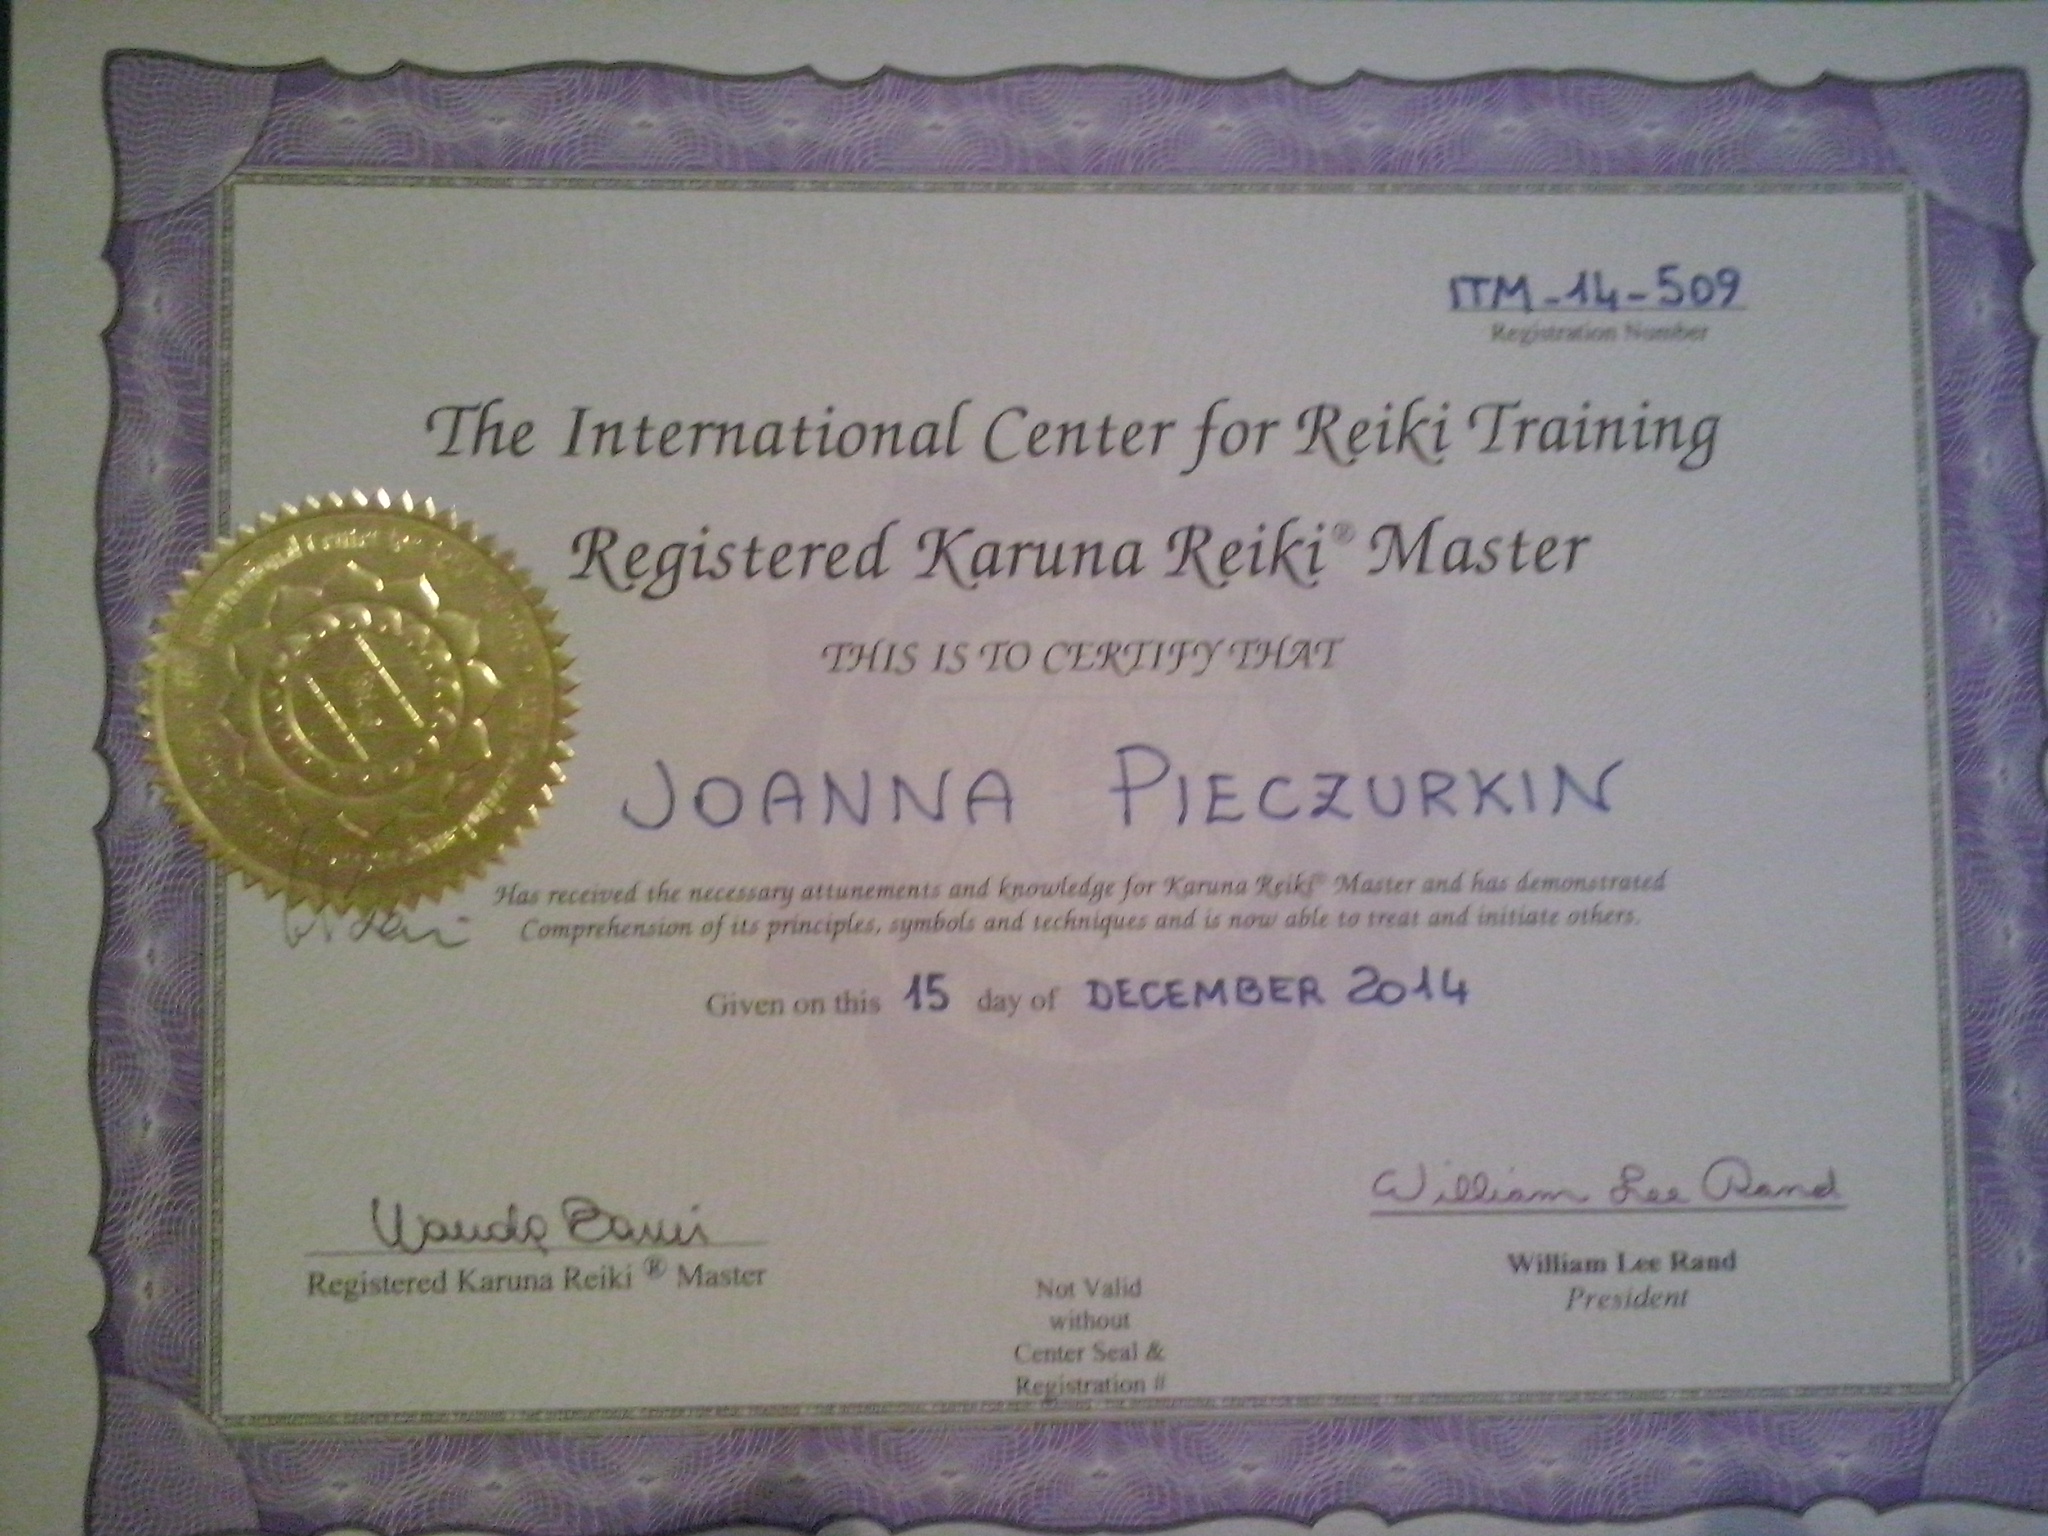 ITM-14-509
Registration Number
The International Center for Reiki Training
Registered Karuna Reiki® Master
THIS IS TO CERTIFY THAT
JOANNA PIECZURKIN
Has received the necessary attunements and knowledge for Karuna Reiki® Master and has demonstrated
Comprehension of its principles, symbols and techniques and is now able to treat and initiate others.
Given on this 15 day of DECEMBER 2014
William Lee Rand
Registered Karuna Reiki ® Master
William Lee Rand
President
Not Valid
without
Center Seal &
Registration #